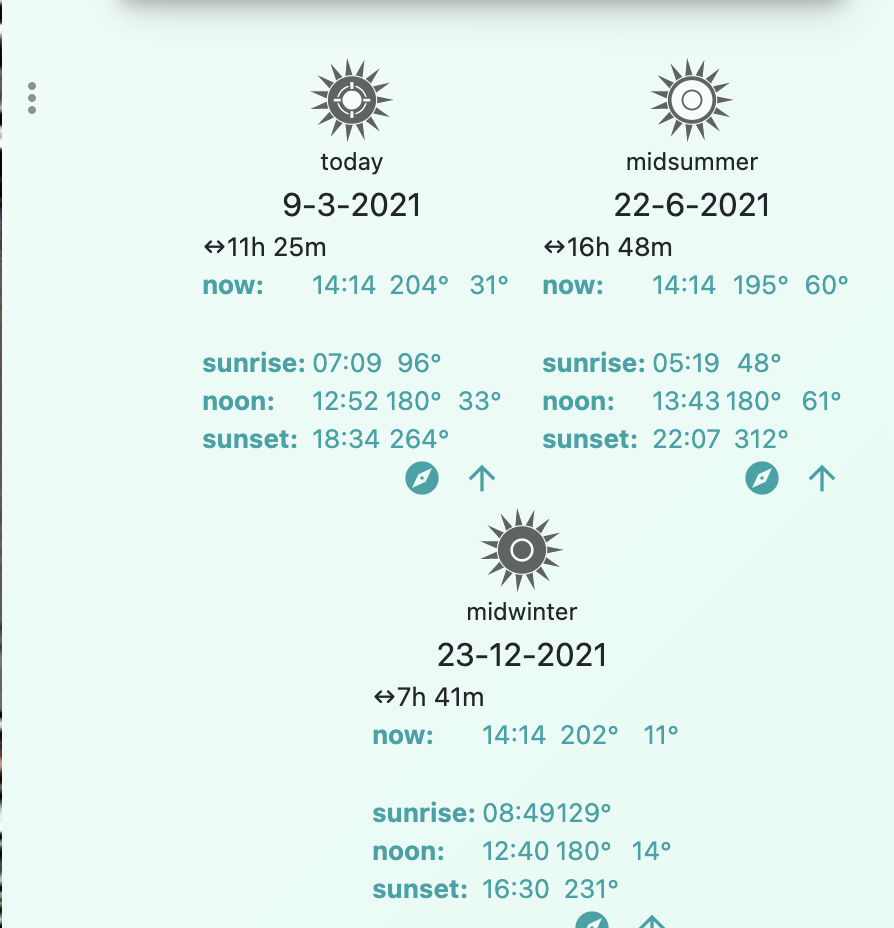 today
9-3-2021
↔11h 25m
now: 14:14 204° 31°
sunrise: 07:09 96°
noon: 12:52 180° 33°
sunset: 18:34 264°
midsummer
22-6-2021
↔16h 48m
now: 14:14 195° 60°
sunrise: 05:19 48°
noon: 13:43 180° 61°
sunset: 22:07 312°
midwinter
23-12-2021
↔7h 41m
now: 14:14 202° 11°
sunrise: 08:49 129°
noon: 12:40 180° 14°
sunset: 16:30 231°